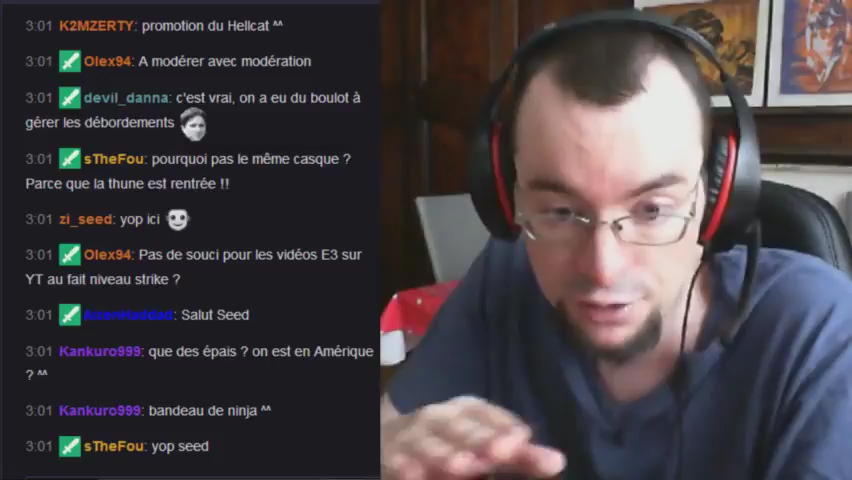 3:01 K2MZERTY: promotion du Hellcat ^^
3:01 Olex94: A modérer avec modération
3:01 devil_danna: c'est vrai, on a eu du boulot à
gérer les débordements
3:01 sTheFou: pourquoi pas le même casque ?
Parce que la thune est rentrée !!
3:01 zi_seed: yop ici
3:01 Olex94: Pas de souci pour les vidéos E3 sur
YT au fait niveau strike ?
3:01 : Salut Seed
3:01 Kankuro999: que des épais ? on est en Amérique
? ^^
3:01 Kankuro999: bandeau de ninja ^^
3:01 sTheFou: yop seed